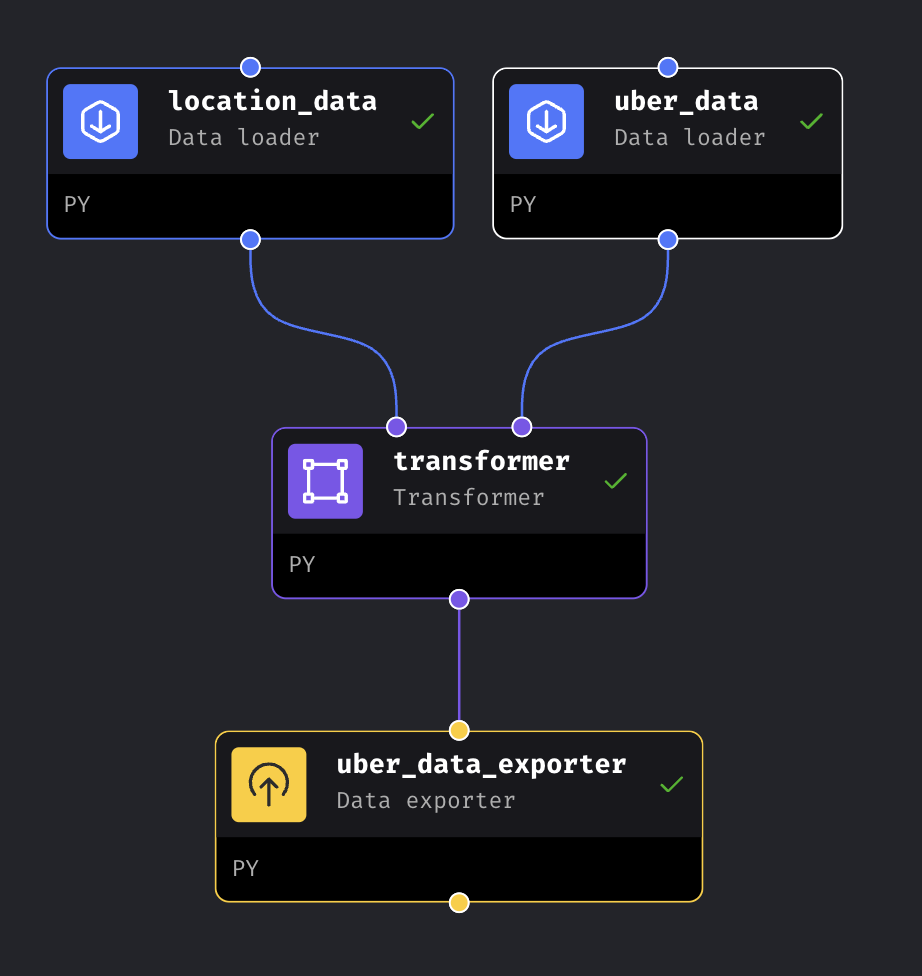 location_data
Data loader
PY
uber_data
Data loader
PY
transformer
Transformer
PY
uber_data_exporter
Data exporter
PY